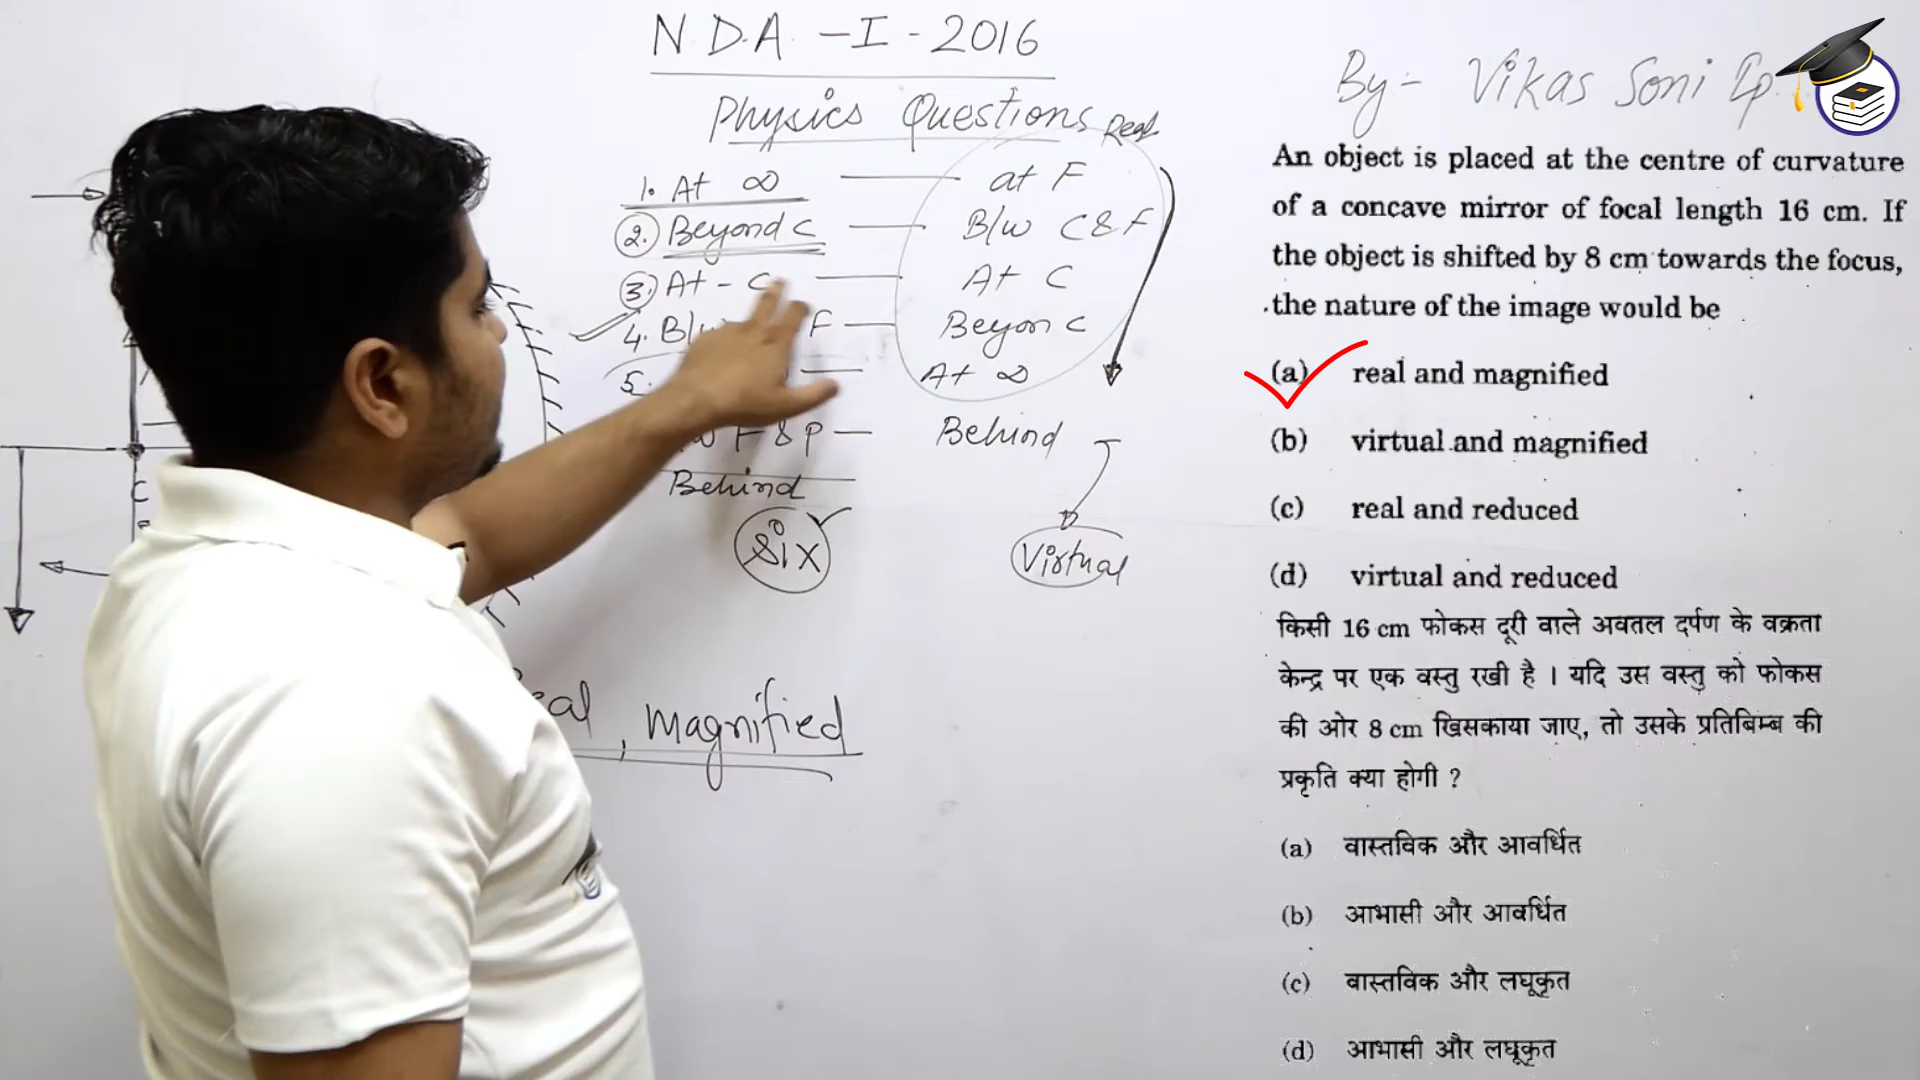 N.D.A. - I - 2016
Physics Questions
By:- Vikas Soni
Real
1. At ∞ — at F
2. Beyond C — B/w C & F
3. At - C — At C
4. B/w F — Beyon C
5. — At ∞
F & P — Behind
Behind
Six
Virtual
C
Magnified
An object is placed at the centre of curvature
of a concave mirror of focal length 16 cm. If
the object is shifted by 8 cm towards the focus,
the nature of the image would be
(a) real and magnified
(b) virtual and magnified
(c) real and reduced
(d) virtual and reduced
किसी 16 cm फोकस दूरी वाले अवतल दर्पण के वक्रता
केन्द्र पर एक वस्तु रखी है । यदि उस वस्तु को फोकस
की ओर 8 cm खिसकाया जाए, तो उसके प्रतिबिम्ब की
प्रकृति क्या होगी ?
(a) वास्तविक और आवर्धित
(b) आभासी और आवर्धित
(c) वास्तविक और लघूकृत
(d) आभासी और लघूकृत